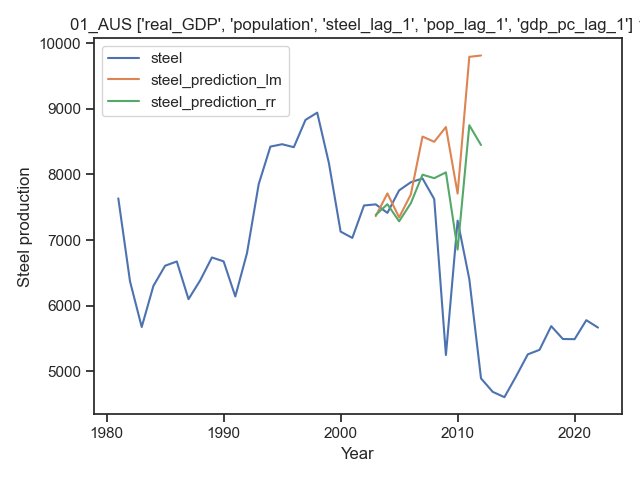 01_AUS ['real_GDP', 'population', 'steel_lag_1', 'pop_lag_1', 'gdp_pc_lag_1']
steel
steel_prediction_lm
steel_prediction_rr
10000
9000
8000
7000
6000
5000
Steel production
1980
1990
2000
2010
2020
Year